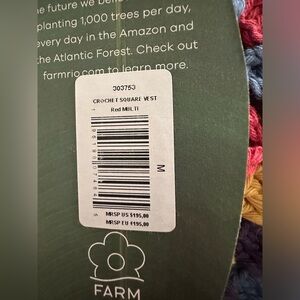 he future we beli
planting 1,000 trees per day,
every day in the Amazon and
the Atlantic Forest. Check out
farmrio.com to learn more.
303753
CROCHET SQUARE VEST
Red MULTI
M
MRSP US $195,00
MRSP EU €195,00
FARM